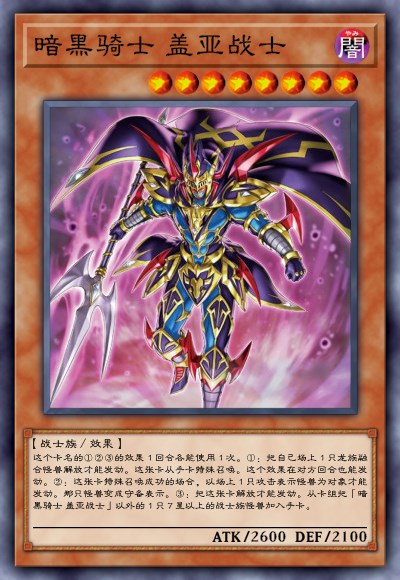 暗黑骑士 盖亚战士
やみ
闇
【战士族/效果】
这个卡名的①②③的效果1回合各能使用1次。①:把自己场上1只龙族融
合怪兽解放才能发动。这张卡从手卡特殊召唤。这个效果在对方回合也能发
动。②:这张卡特殊召唤成功的场合,以场上1只攻击表示怪兽为对象才能发
动。那只怪兽变成守备表示。③:把这张卡解放才能发动。从卡组把「暗
黑骑士 盖亚战士」以外的1只7星以上的战士族怪兽加入手卡。
ATK/2600 DEF/2100